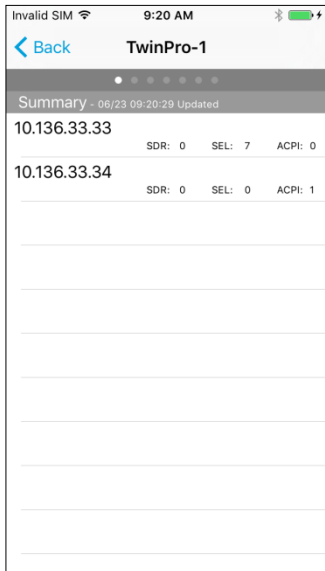 Invalid SIM 9:20 AM
Back TwinPro-1
Summary - 06/23 09:20:29 Updated
10.136.33.33
SDR: 0 SEL: 7 ACPI: 0
10.136.33.34
SDR: 0 SEL: 0 ACPI: 1